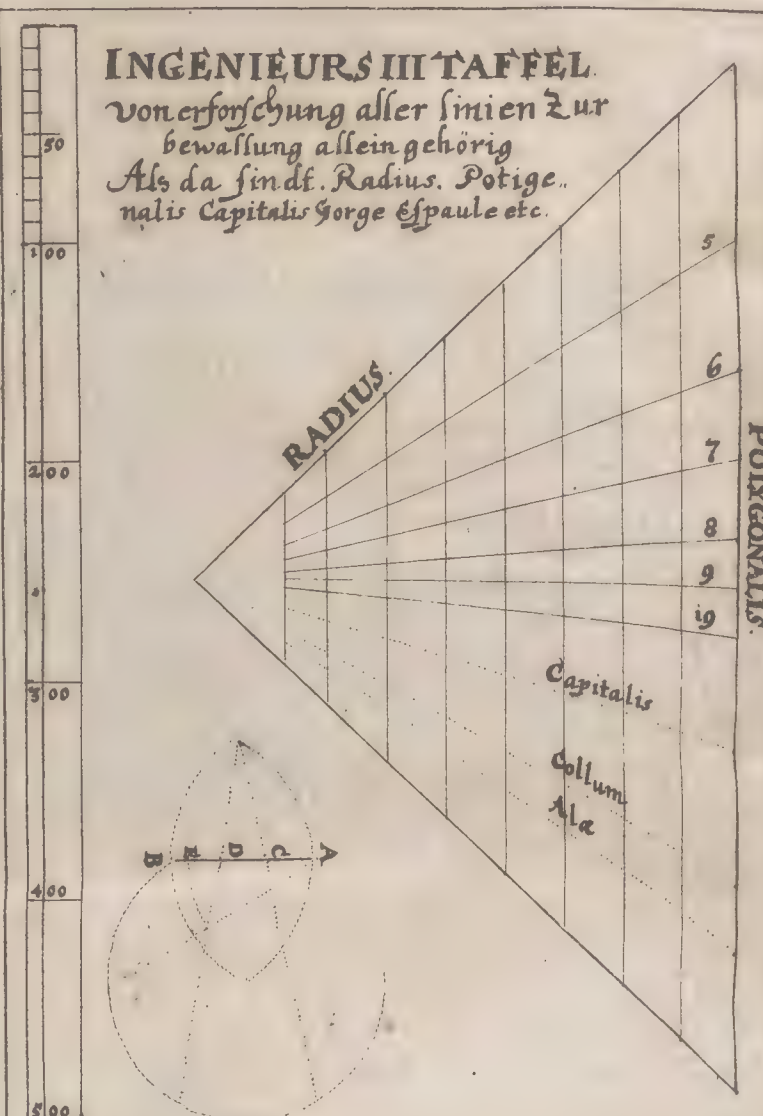 INGENIEURS III TAFFEL.
von erforschung aller linien Zur
bewallung allein gehörig
Als da sindt. Radius. Potige„
nalis Capitalis Gorge Espaule etc.
50
100
200
300
400
500
RADIUS.
POLYGONALIS.
5
6
7
8
9
i9
Capitalis
Collum
Alæ
B E D C A